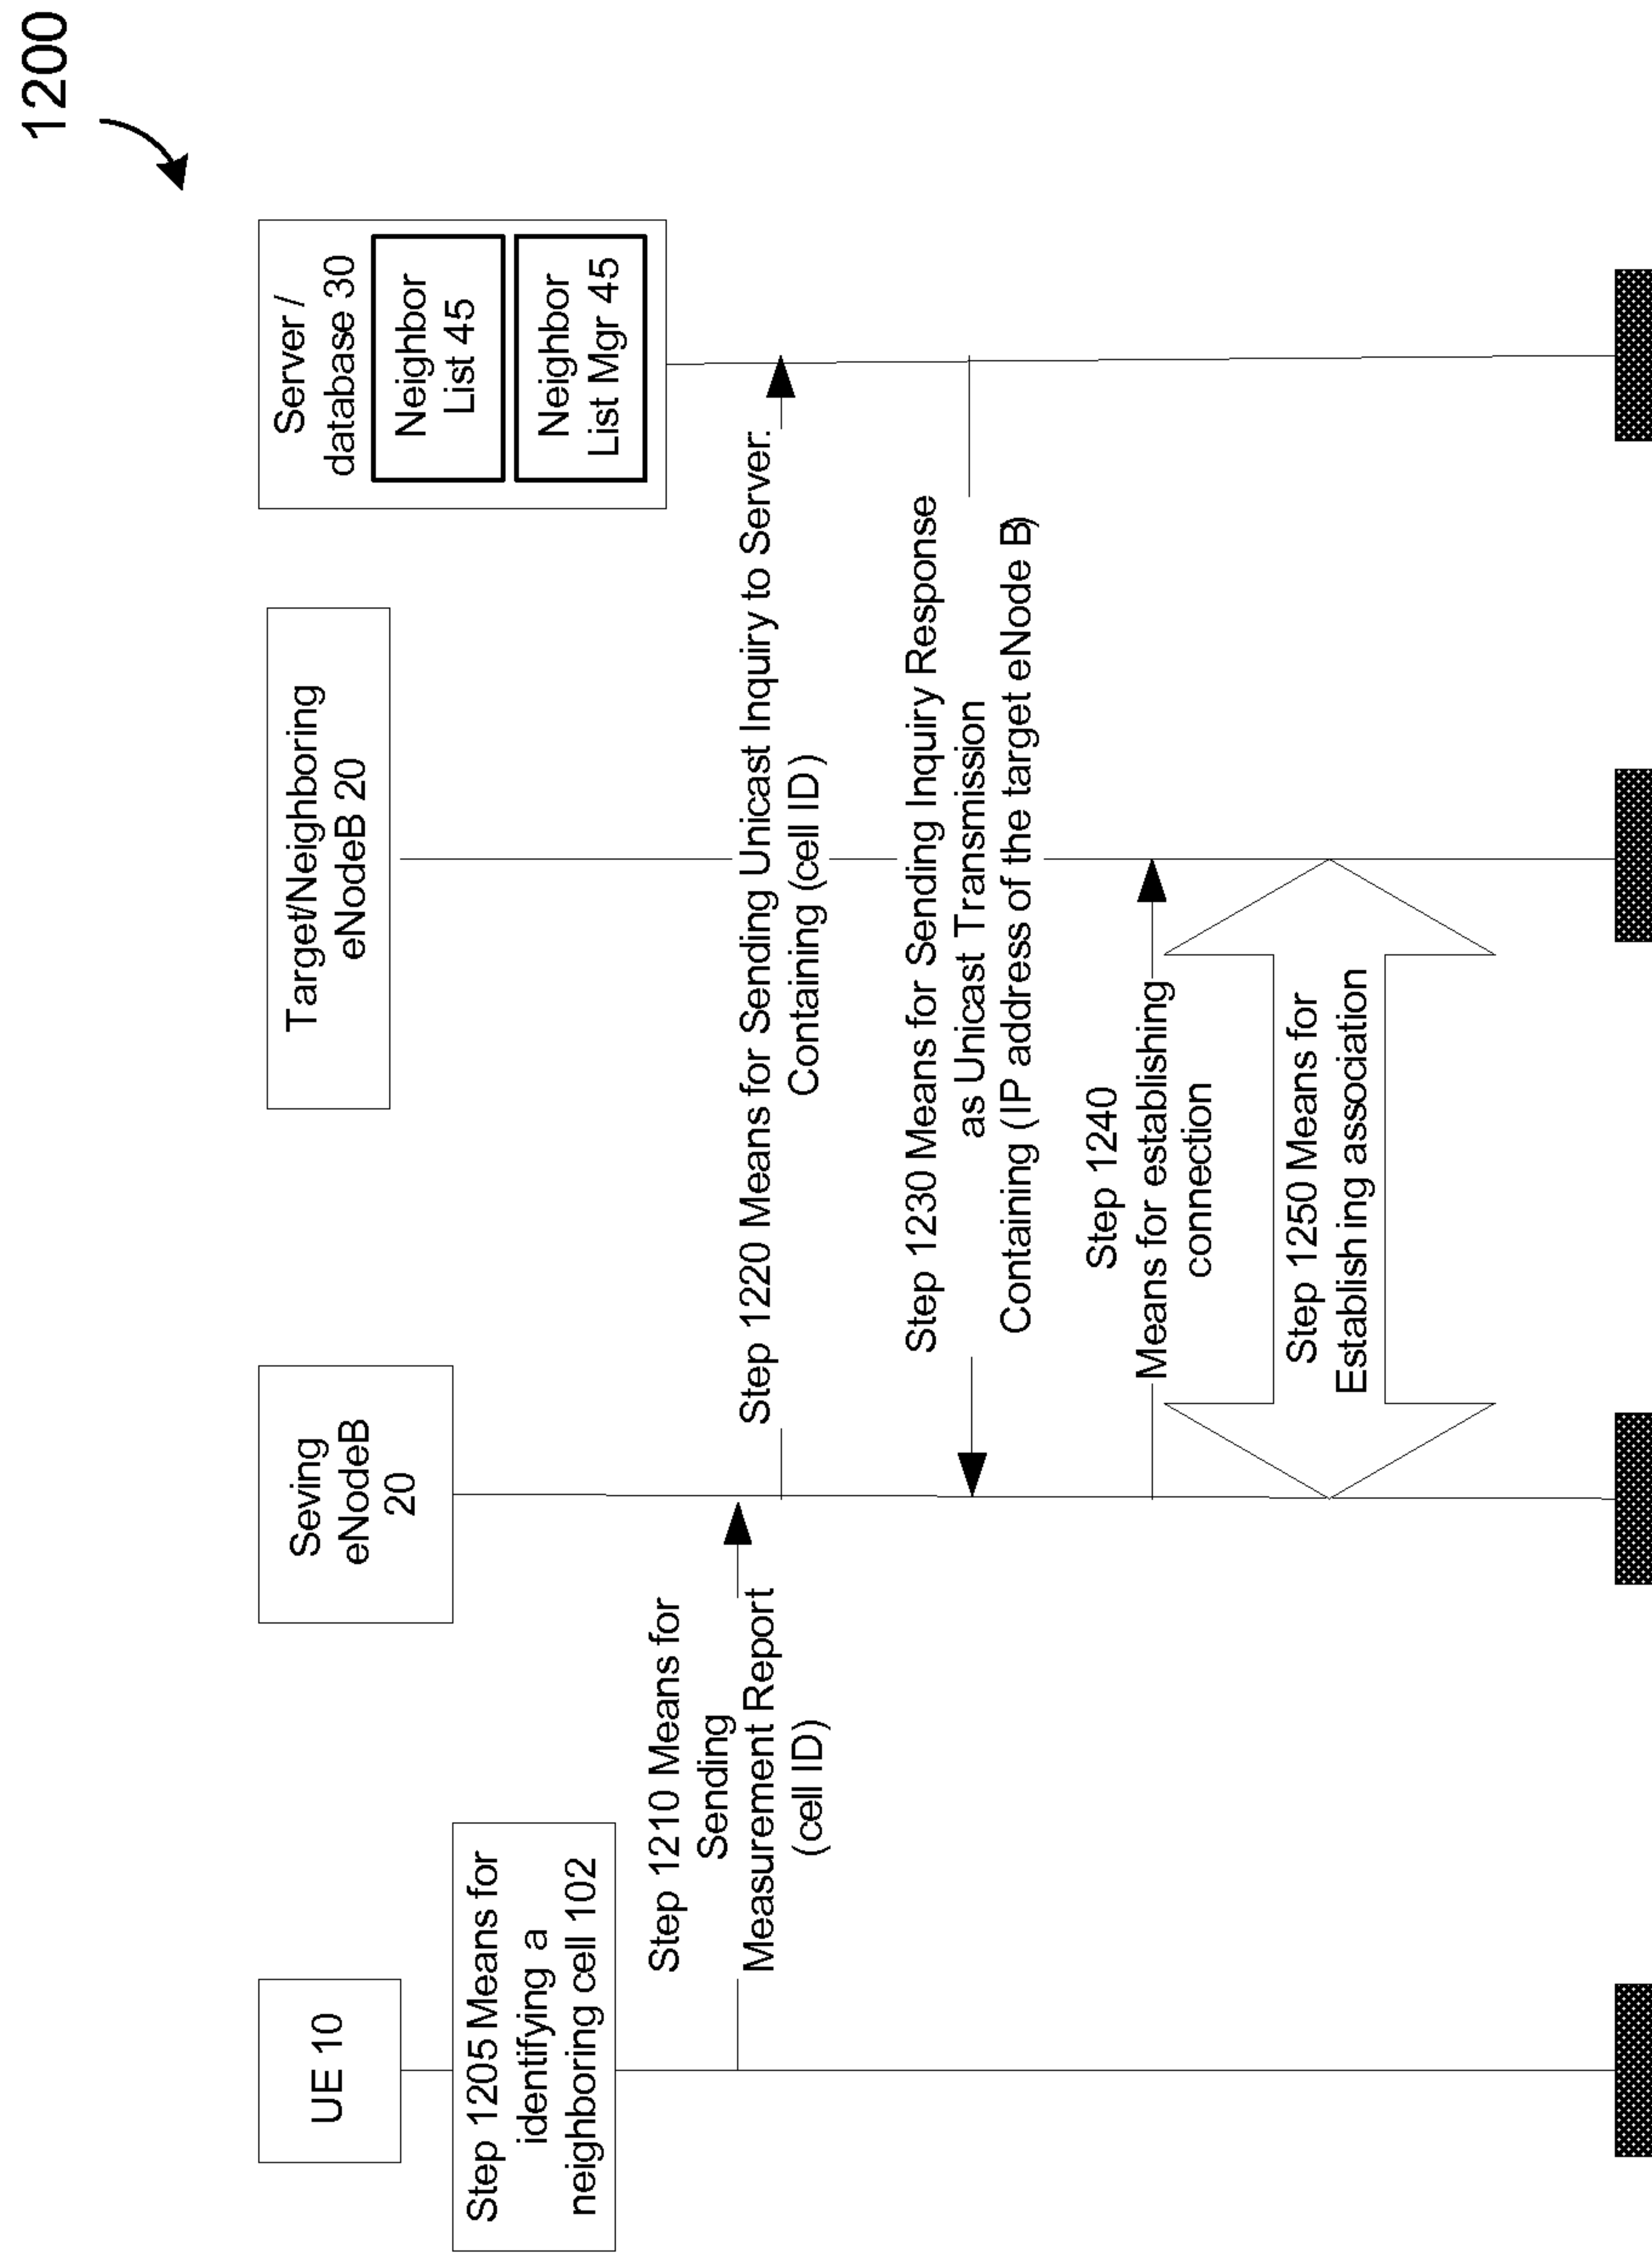 1200
UE 10
Seving
eNodeB
20
Target/Neighboring
eNodeB 20
Server /
database 30
Neighbor
List 45
Neighbor
List Mgr 45
Step 1205 Means for
identifying a
neighboring cell 102
Step 1210 Means for
Sending
Measurement Report
(cell ID)
Step 1220 Means for Sending Unicast Inquiry to Server.
Containing (cell ID)
Step 1230 Means for Sending Inquiry Response
as Unicast Transmission
Containing (IP address of the target eNode B)
Step 1240
Means for establishing
connection
Step 1250 Means for
Establish ing association